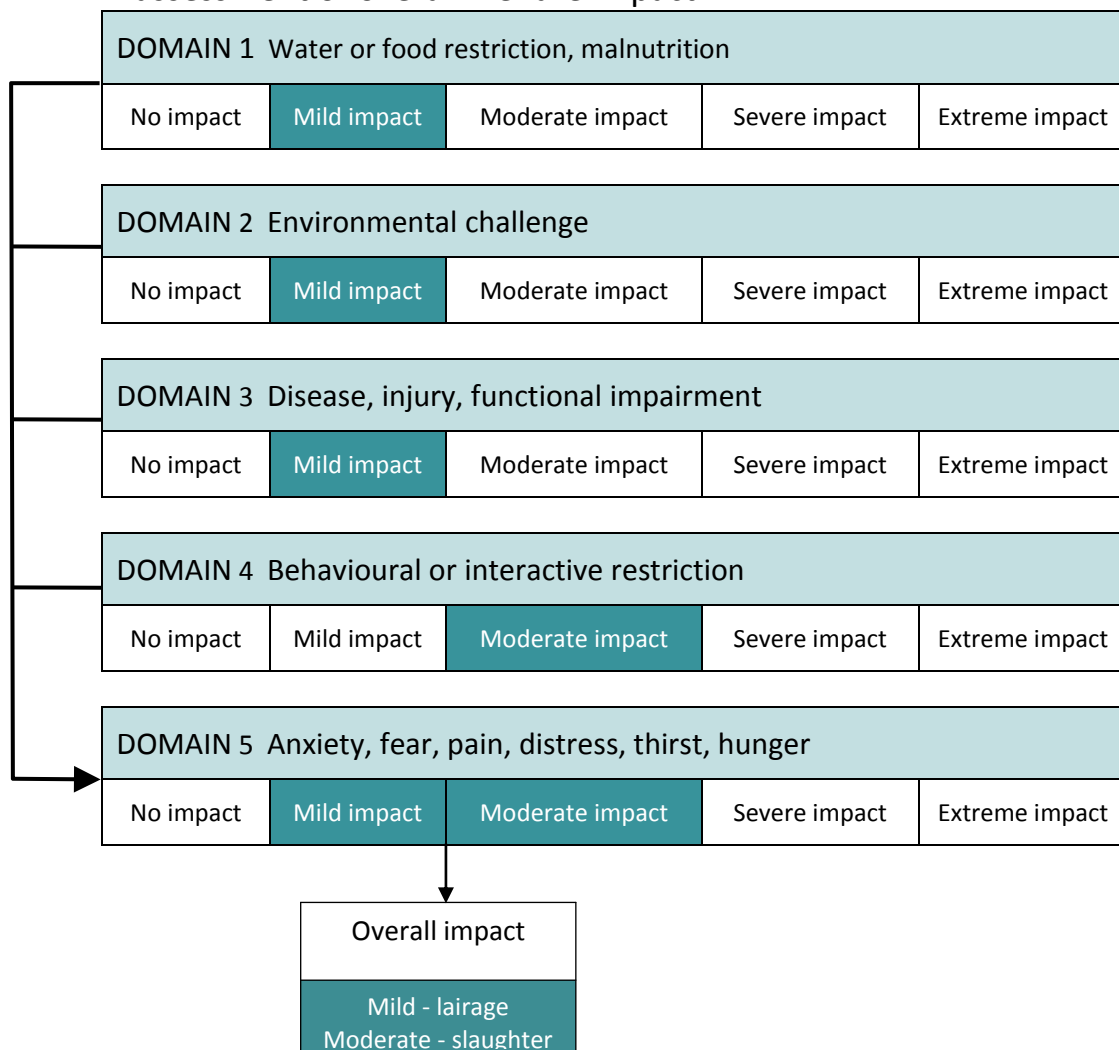 DOMAIN 1 Water or food restriction, malnutrition
No impact Mild impact Moderate impact Severe impact Extreme impact
DOMAIN 2 Environmental challenge
No impact Mild impact Moderate impact Severe impact Extreme impact
DOMAIN 3 Disease, injury, functional impairment
No impact Mild impact Moderate impact Severe impact Extreme impact
DOMAIN 4 Behavioural or interactive restriction
No impact Mild impact Moderate impact Severe impact Extreme impact
DOMAIN 5 Anxiety, fear, pain, distress, thirst, hunger
No impact Mild impact Moderate impact Severe impact Extreme impact
Overall impact
Mild - lairage
Moderate - slaughter